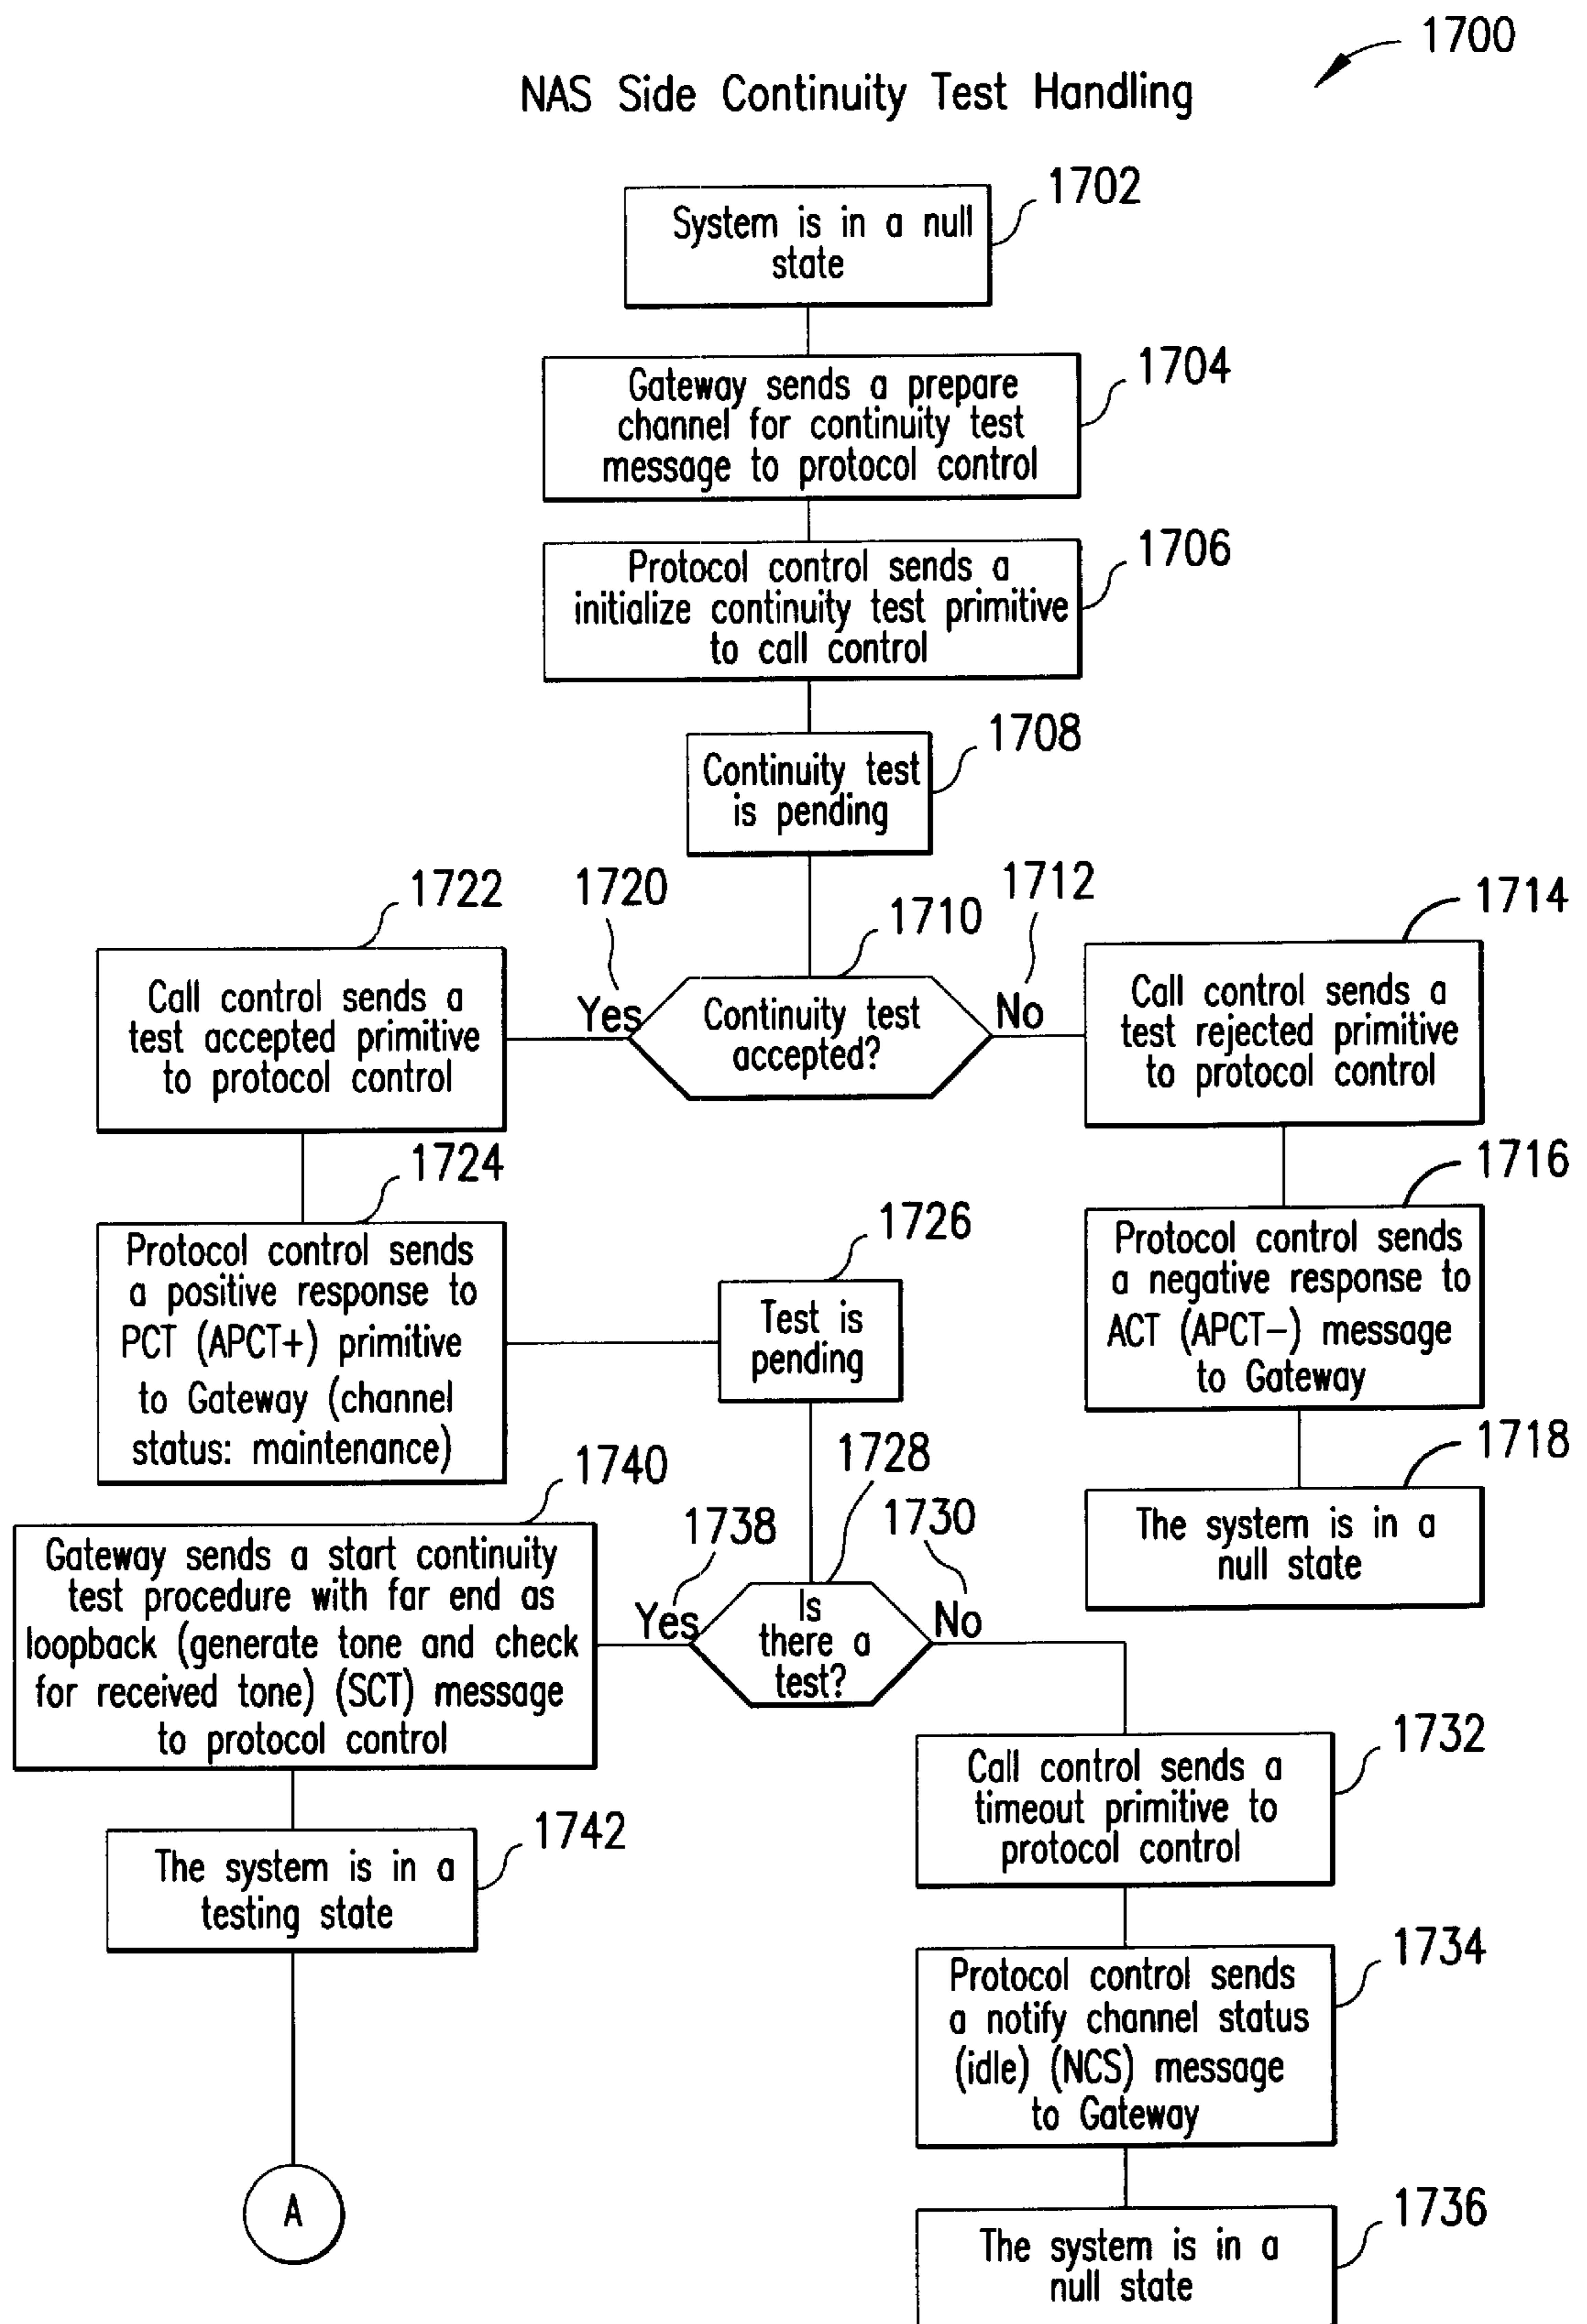 1700
NAS Side Continuity Test Handling
1702
System is in a null
state
1704
Gateway sends a prepare
channel for continuity test
message to protocol control
1706
Protocol control sends a
initialize continuity test primitive
to call control
1708
Continuity test
is pending
1710
Continuity test
accepted?
1712
No
1714
Call control sends a
test rejected primitive
to protocol control
1716
Protocol control sends
a negative response to
ACT (APCT-) message
to Gateway
1718
The system is in a
null state
1720
Yes
1722
Call control sends a
test accepted primitive
to protocol control
1724
Protocol control sends
a positive response to
PCT (APCT+) primitive
to Gateway (channel
status: maintenance)
1726
Test is
pending
1728
Is
there a
test?
1730
No
1732
Call control sends a
timeout primitive to
protocol control
1734
Protocol control sends
a notify channel status
(idle) (NCS) message
to Gateway
1736
The system is in a
null state
1738
Yes
1740
Gateway sends a start continuity
test procedure with far end as
loopback (generate tone and check
for received tone) (SCT) message
to protocol control
1742
The system is in a
testing state
A